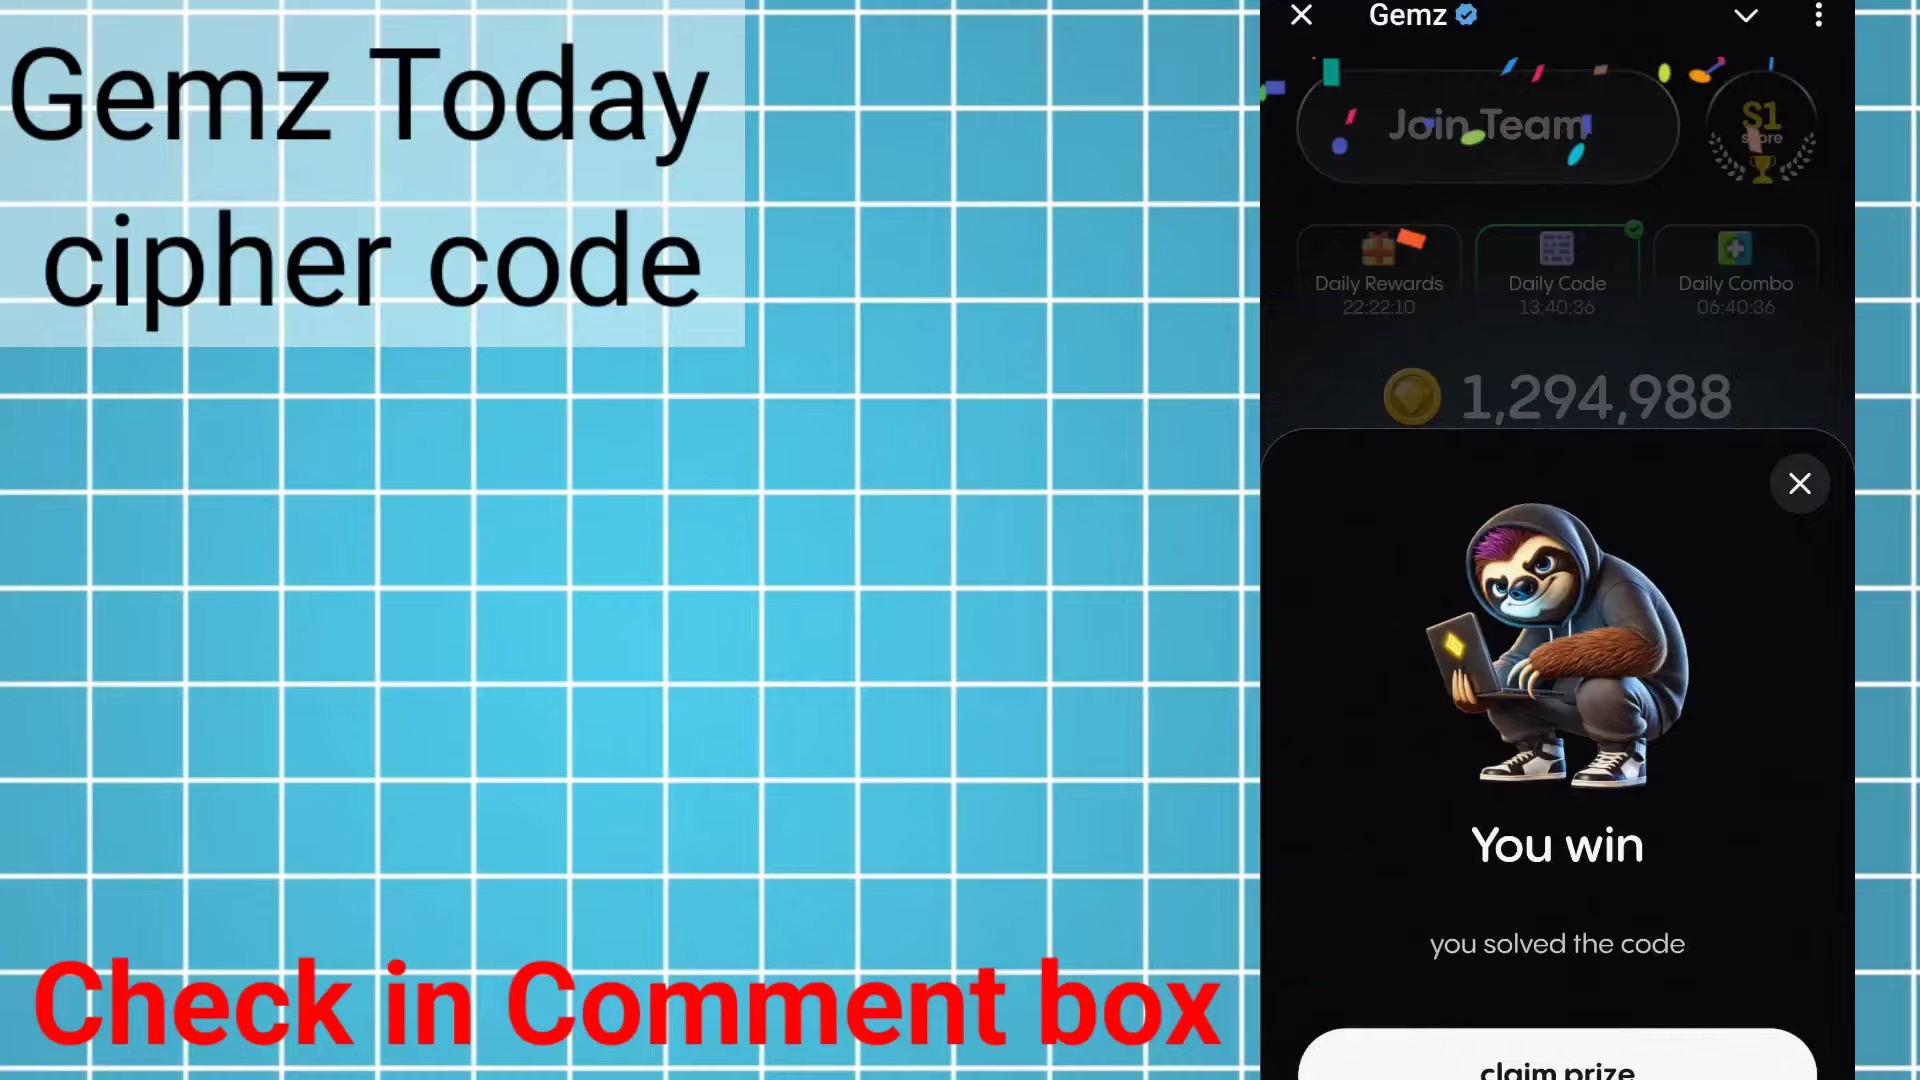 Gemz Today
cipher code
Check in Comment box
Gemz
Join Team
S1
score
Daily Rewards
22:22:10
Daily Code
13:40:36
Daily Combo
06:40:36
1,294,988
You win
you solved the code
claim prize